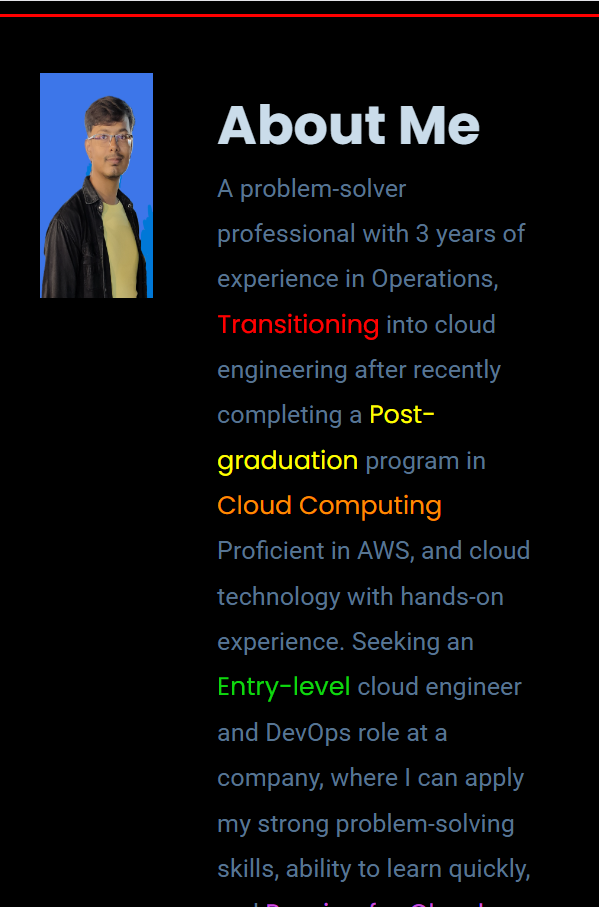 About Me
A problem-solver
professional with 3 years of
experience in Operations,
Transitioning into cloud
engineering after recently
completing a Post-
graduation program in
Cloud Computing
Proficient in AWS, and cloud
technology with hands-on
experience. Seeking an
Entry-level cloud engineer
and DevOps role at a
company, where I can apply
my strong problem-solving
skills, ability to learn quickly,